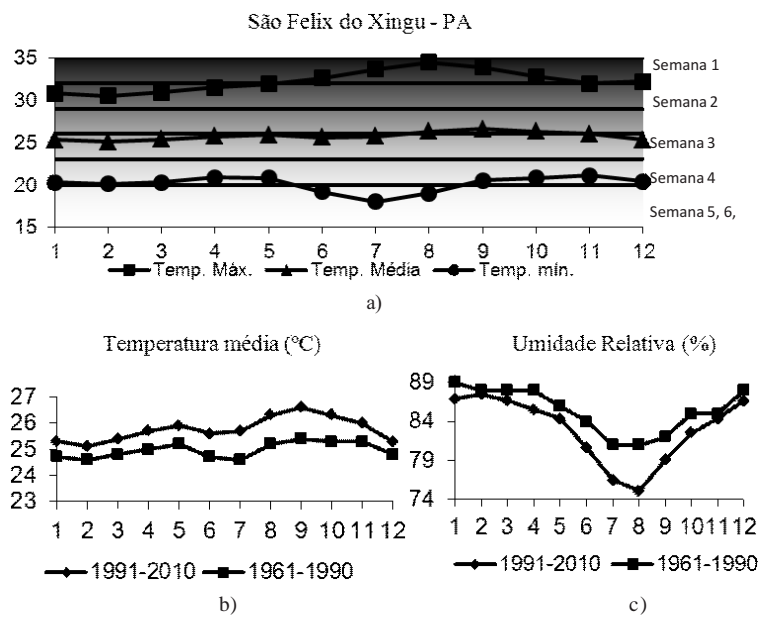 São Felix do Xingu - PA
35
30
25
20
15
Semana 1
Semana 2
Semana 3
Semana 4
Semana 5, 6,
1 2 3 4 5 6 7 8 9 10 11 12
Temp. Máx. Temp. Média Temp. mín.
a)
Temperatura média (°C)
27
26
25
24
23
1 2 3 4 5 6 7 8 9 10 11 12
1991-2010 1961-1990
b)
Umidade Relativa (%)
89
84
79
74
1 2 3 4 5 6 7 8 9 10 11 12
1991-2010 1961-1990
c)